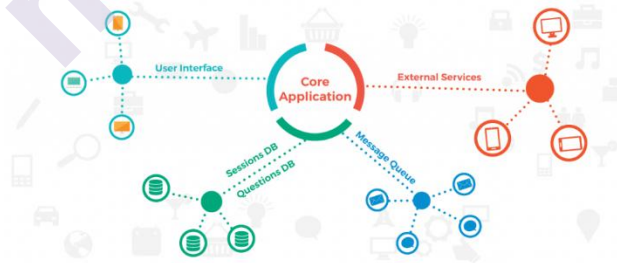 User Interface
Core
Application
External Services
Sessions DB
Questions DB
Message Queue